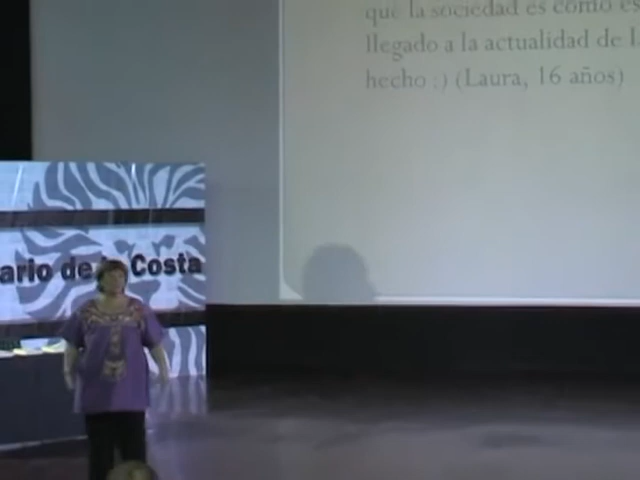 que la sociedad es como es
llegado a la actualidad de l
hecho :) (Laura, 16 años)
ario de la Costa